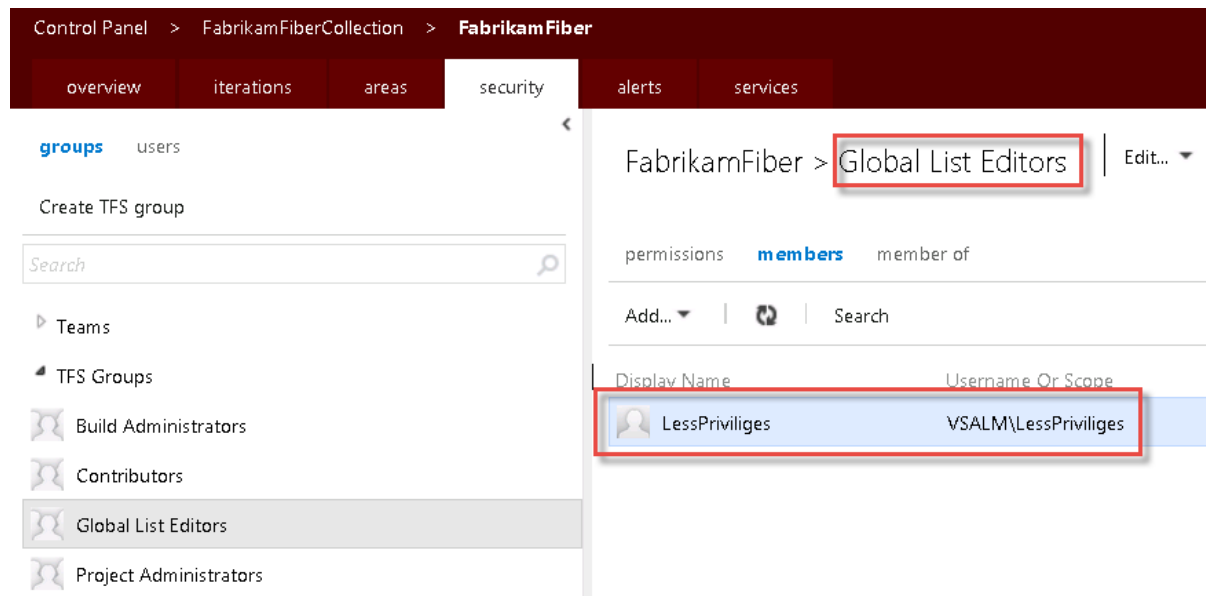 Control Panel > FabrikamFiberCollection > FabrikamFiber
overview iterations areas security alerts services
groups users
Create TFS group
Search
Teams
TFS Groups
Build Administrators
Contributors
Global List Editors
Project Administrators
FabrikamFiber > Global List Editors
Edit...
permissions members member of
Add... Search
Display Name Username Or Scope
LessPriviliges VSALM\LessPriviliges